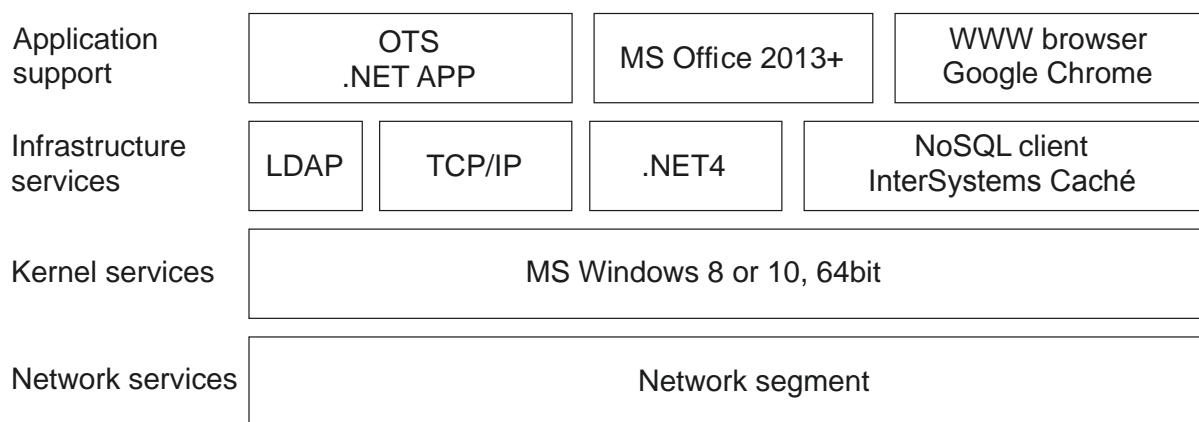 Application
support
OTS
.NET APP
MS Office 2013+
WWW browser
Google Chrome
Infrastructure
services
LDAP
TCP/IP
.NET4
NoSQL client
InterSystems Caché
Kernel services
MS Windows 8 or 10, 64bit
Network services
Network segment